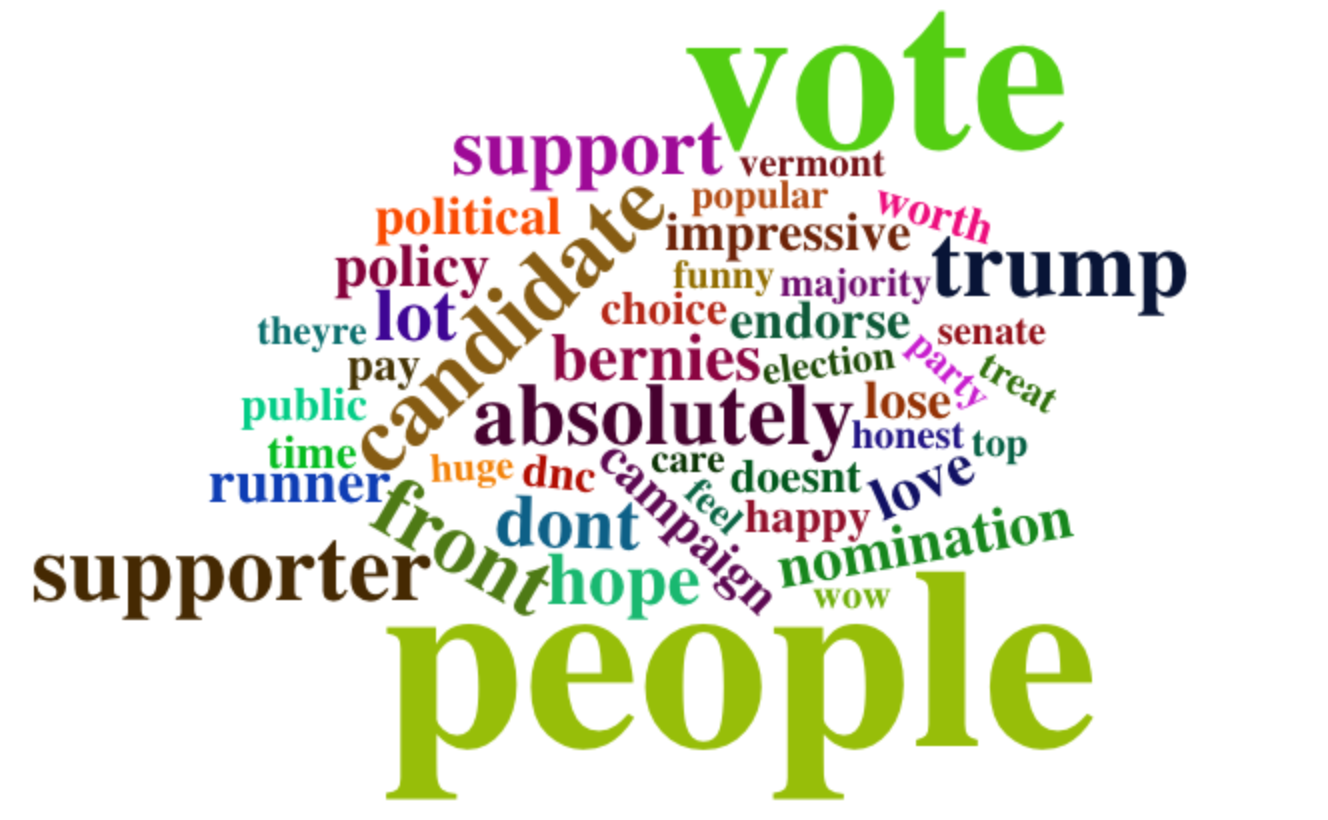 vote
support
vermont
popular
worth
political
candidate
impressive
trump
policy
funny
majority
lot
choice
endorse
senate
theyre
bernies
election
party
treat
pay
public
absolutely
lose
honest
top
time
runner
huge
dnc
campaign
care
doesnt
love
feel
happy
front
dont
nomination
supporter
hope
wow
people